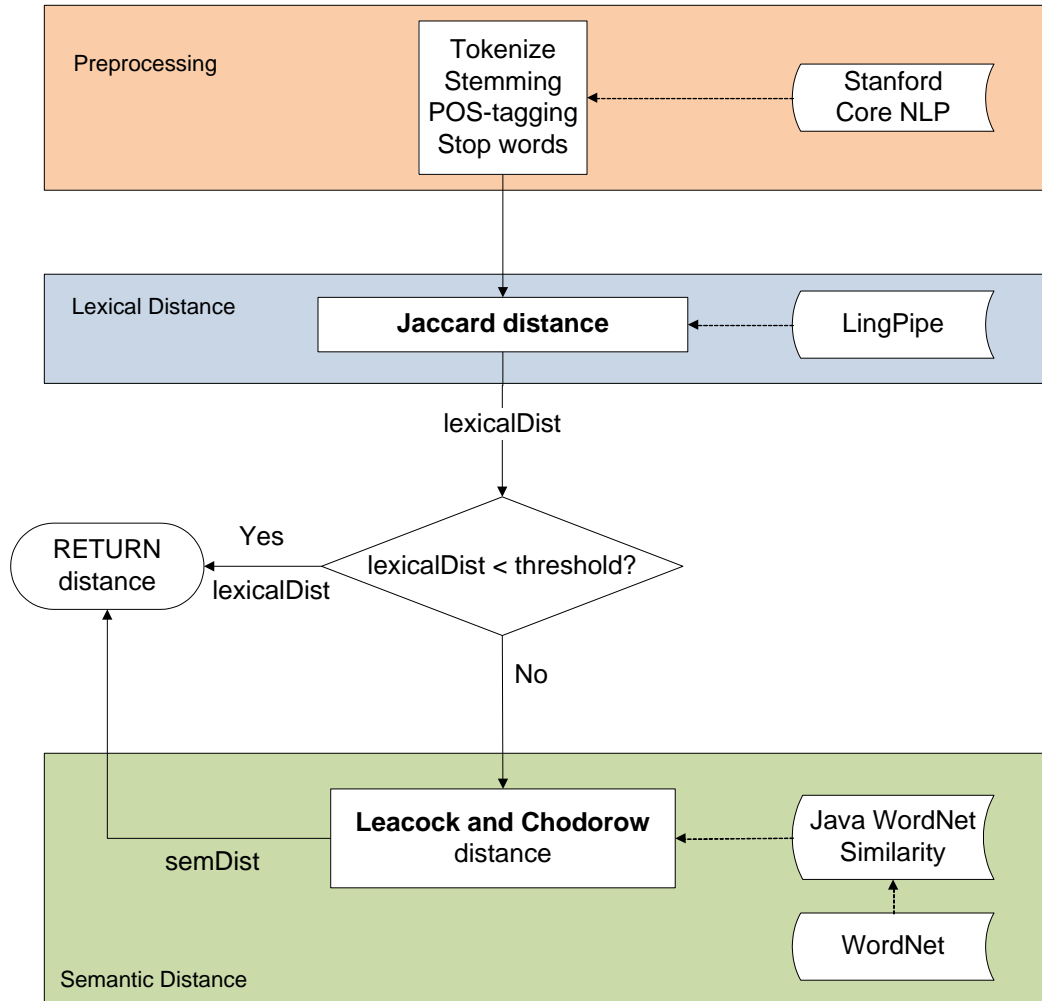 Preprocessing
Tokenize
Stemming
POS-tagging
Stop words
Stanford
Core NLP
Lexical Distance
Jaccard distance
LingPipe
lexicalDist
RETURN
distance
Yes
lexicalDist
lexicalDist < threshold?
No
Leacock and Chodorow
distance
semDist
Java WordNet
Similarity
WordNet
Semantic Distance